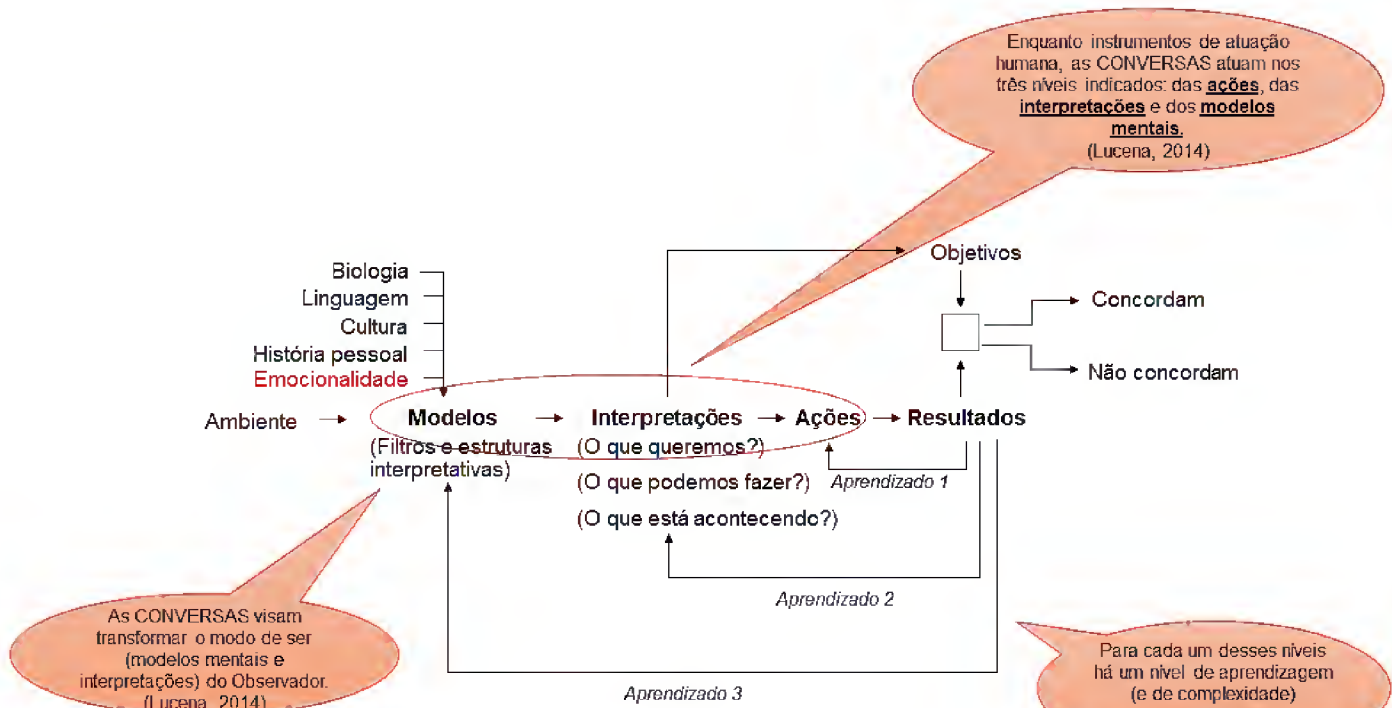 Enquanto instrumentos de atuação
humana, as CONVERSAS atuam nos
três níveis indicados: das ações, das
interpretações e dos modelos
mentais.
(Lucena, 2014)
Objetivos
Biologia
Linguagem
Cultura
História pessoal
Emocionalidade
Concordam
Não concordam
Ambiente
Modelos
Interpretações
Ações
Resultados
(Filtros e estruturas
interpretativas)
(O que queremos?)
(O que podemos fazer?)
(O que está acontecendo?)
Aprendizado 1
Aprendizado 2
Aprendizado 3
As CONVERSAS visam
transformar o modo de ser
(modelos mentais e
interpretações) do Observador.
(Lucena, 2014)
Para cada um desses níveis
há um nível de aprendizagem
(e de complexidade)